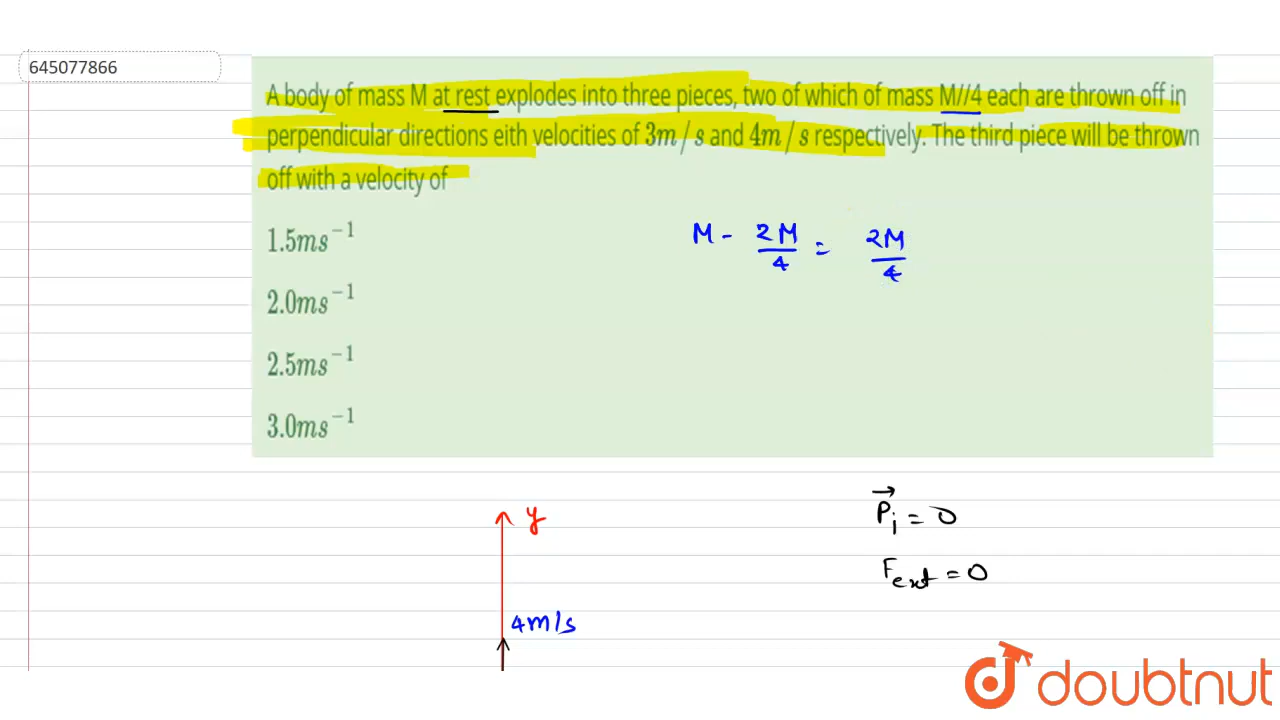 645077866
A body of mass M at rest explodes into three pieces, two of which of mass M//4 each are thrown off in
perpendicular directions eith velocities of 3m/s and 4m/s respectively. The third piece will be thrown
off with a velocity of
1.5ms⁻¹
2.0ms⁻¹
2.5ms⁻¹
3.0ms⁻¹
M - 2M/4 = 2M/4
y
P⃗i = 0
Fext = 0
4m/s
doubtnut